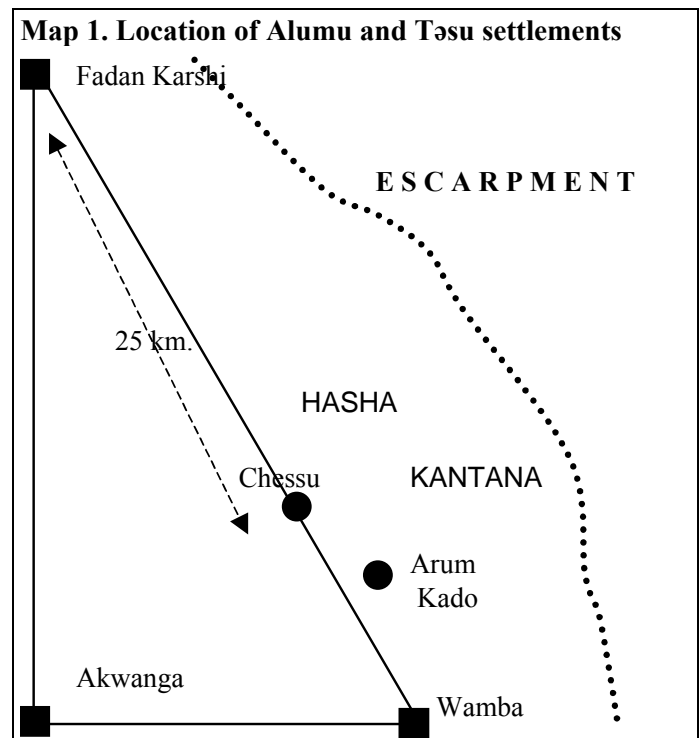 Map 1. Location of Alumu and Təsu settlements
Fadan Karshi
E S C A R P M E N T
25 km.
HASHA
Chessu
KANTANA
Arum
Kado
Akwanga
Wamba